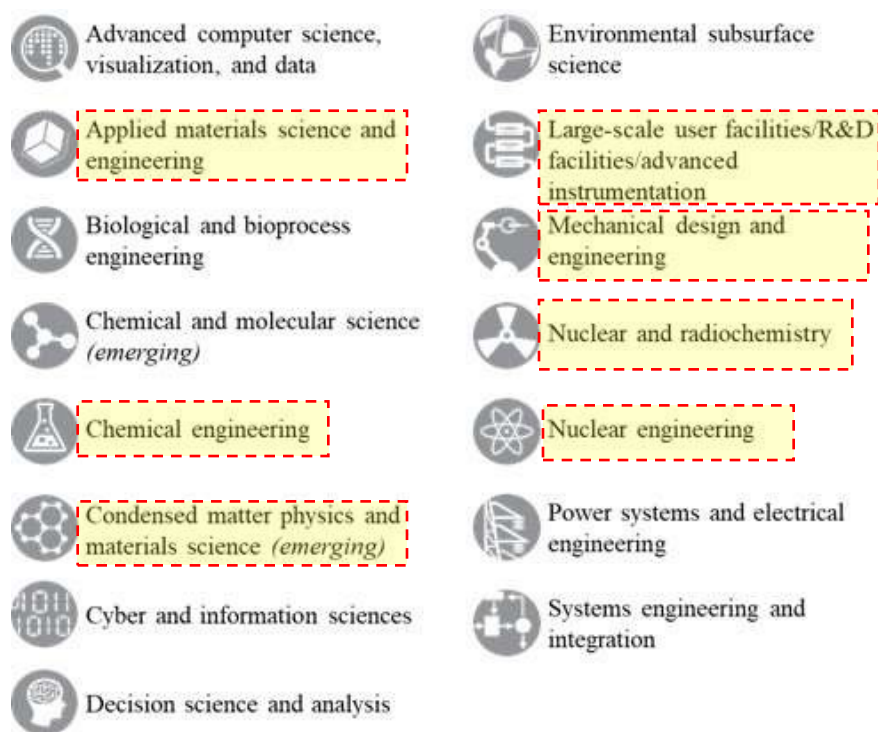 Advanced computer science,
visualization, and data
Applied materials science and
engineering
Biological and bioprocess
engineering
Chemical and molecular science
(emerging)
Chemical engineering
Condensed matter physics and
materials science (emerging)
1011
1010
Cyber and information sciences
Decision science and analysis
Environmental subsurface
science
Large-scale user facilities/R&D
facilities/advanced
instrumentation
Mechanical design and
engineering
Nuclear and radiochemistry
Nuclear engineering
Power systems and electrical
engineering
Systems engineering and
integration